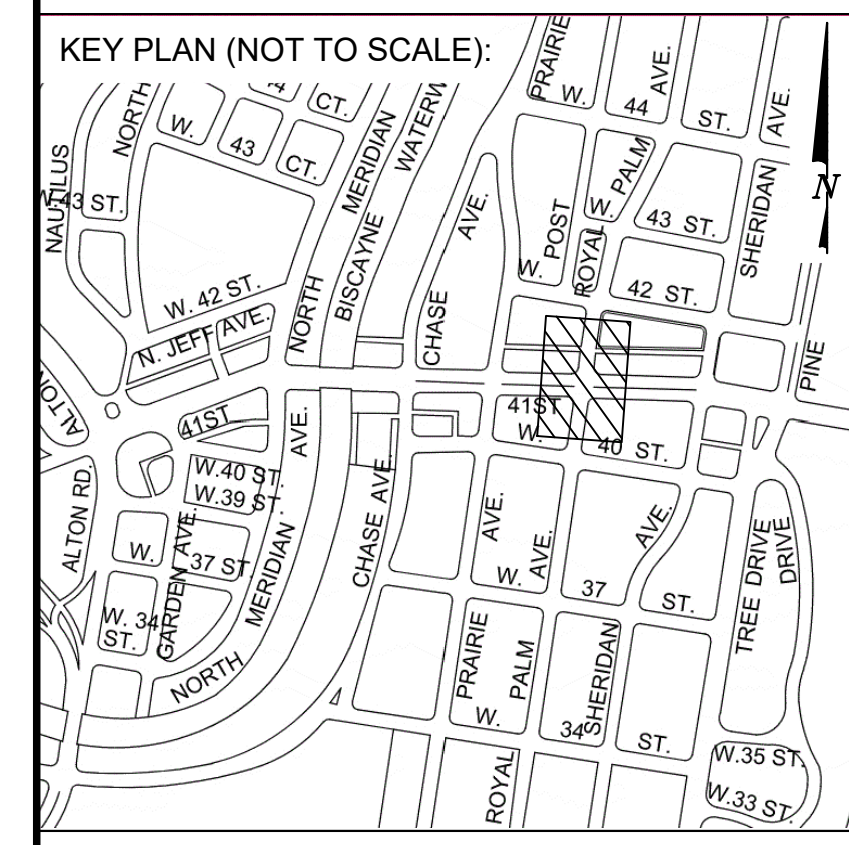 KEY PLAN (NOT TO SCALE):
N
PRAIRIE
W.
44
ST.
AVE.
AVE.
CT.
W.
43
CT.
NORTH
NAUTILUS
W.43 ST.
MERIDIAN
WATERW
BISCAYNE
NORTH
AVE.
CHASE
POST
W.
PALM
W.
ROYAL
43 ST.
SHERIDAN
42 ST.
W. 42 ST.
N. JEFF AVE.
PINE
ALTON
41ST
AVE.
41ST
W.
40 ST.
W.40 ST.
W.39 ST.
ALTON RD.
W.
37 ST.
GARDEN AVE.
W. 34
ST.
MERIDIAN
NORTH
CHASE AVE.
AVE.
AVE.
W.
37
ST.
AVE.
TREE DRIVE
DRIVE
PRAIRIE
PALM
W.
34
ST.
SHERIDAN
ROYAL
W.35 ST.
W.33 ST.